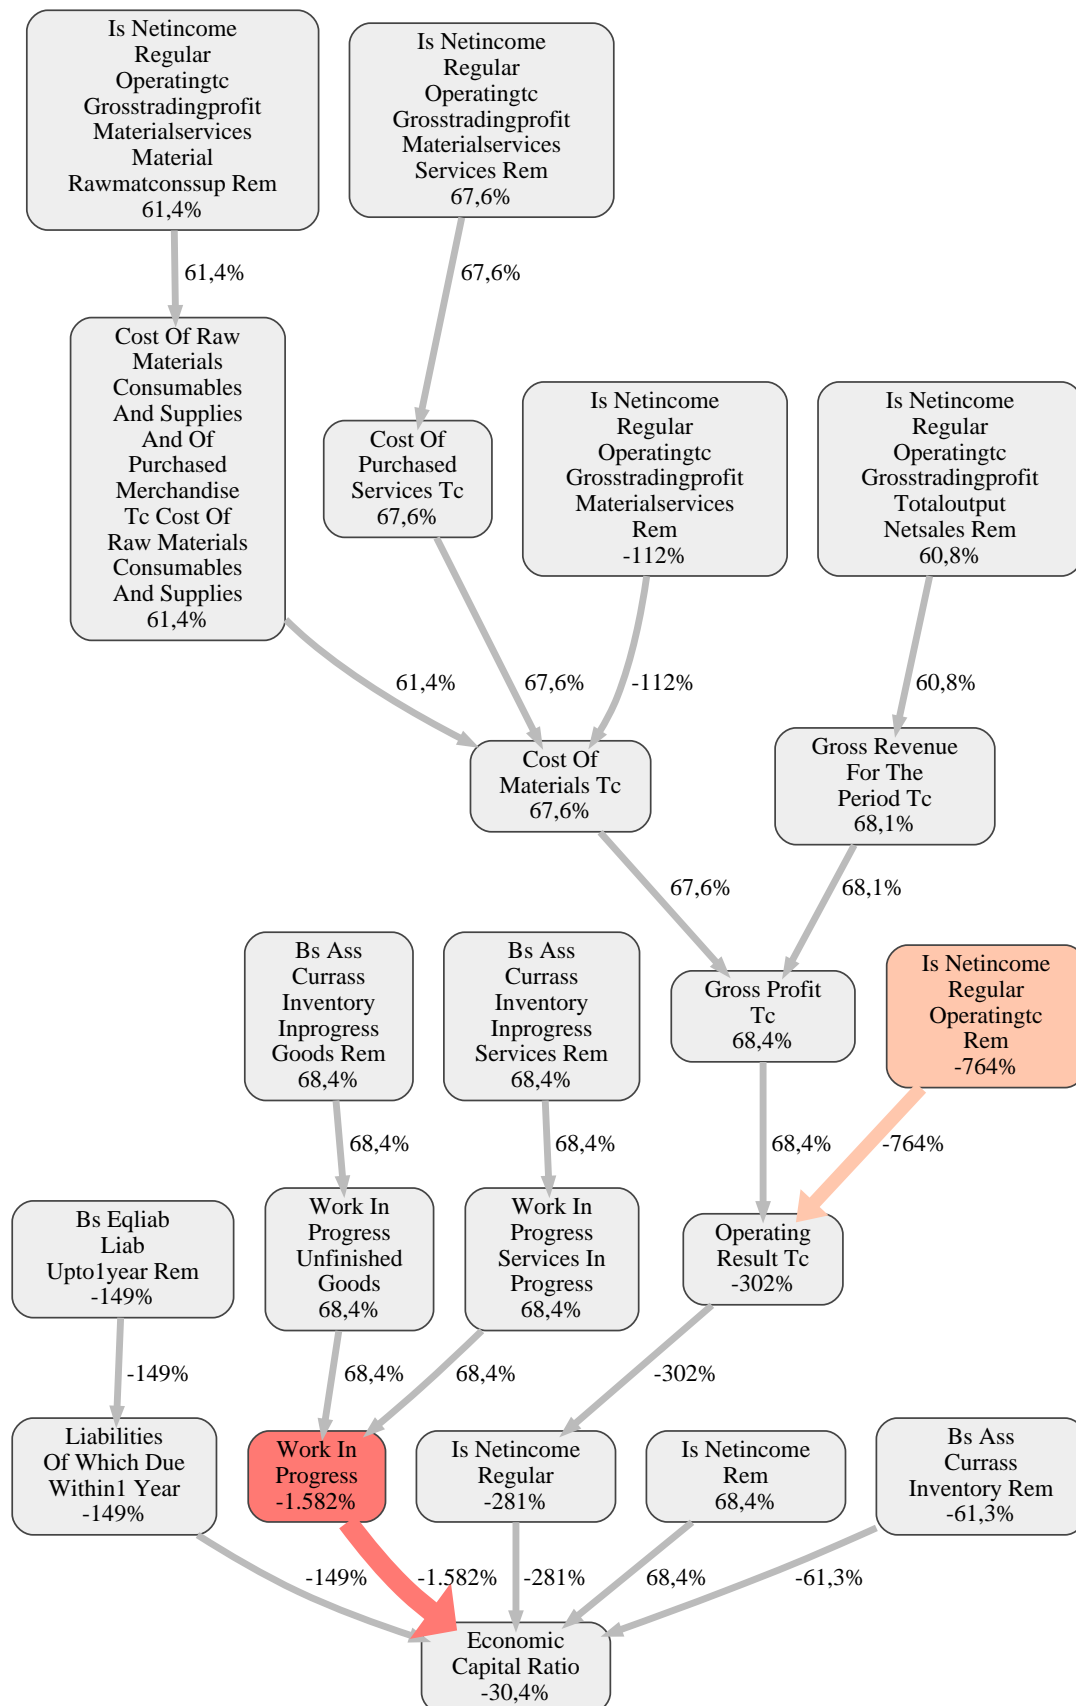 Is Netincome
Regular
Operatingtc
Grosstradingprofit
Materialservices
Material
Rawmatconssup Rem
61,4%
Is Netincome
Regular
Operatingtc
Grosstradingprofit
Materialservices
Services Rem
67,6%
61,4%
67,6%
Cost Of Raw
Materials
Consumables
And Supplies
And Of
Purchased
Merchandise
Tc Cost Of
Raw Materials
Consumables
And Supplies
61,4%
Cost Of
Purchased
Services Tc
67,6%
Is Netincome
Regular
Operatingtc
Grosstradingprofit
Materialservices
Rem
-112%
Is Netincome
Regular
Operatingtc
Grosstradingprofit
Totaloutput
Netsales Rem
60,8%
61,4%
67,6%
-112%
60,8%
Cost Of
Materials Tc
67,6%
Gross Revenue
For The
Period Tc
68,1%
67,6%
68,1%
Bs Ass
Currass
Inventory
Inprogress
Goods Rem
68,4%
Bs Ass
Currass
Inventory
Inprogress
Services Rem
68,4%
Gross Profit
Tc
68,4%
Is Netincome
Regular
Operatingtc
Rem
-764%
68,4%
68,4%
68,4%
-764%
Bs Eqliab
Liab
Upto1year Rem
-149%
Work In
Progress
Unfinished
Goods
68,4%
Work In
Progress
Services In
Progress
68,4%
Operating
Result Tc
-302%
-149%
68,4%
68,4%
-302%
Liabilities
Of Which Due
Within1 Year
-149%
Work In
Progress
-1.582%
Is Netincome
Regular
-281%
Is Netincome
Rem
68,4%
Bs Ass
Currass
Inventory Rem
-61,3%
-149%
-1.582%
-281%
68,4%
-61,3%
Economic
Capital Ratio
-30,4%